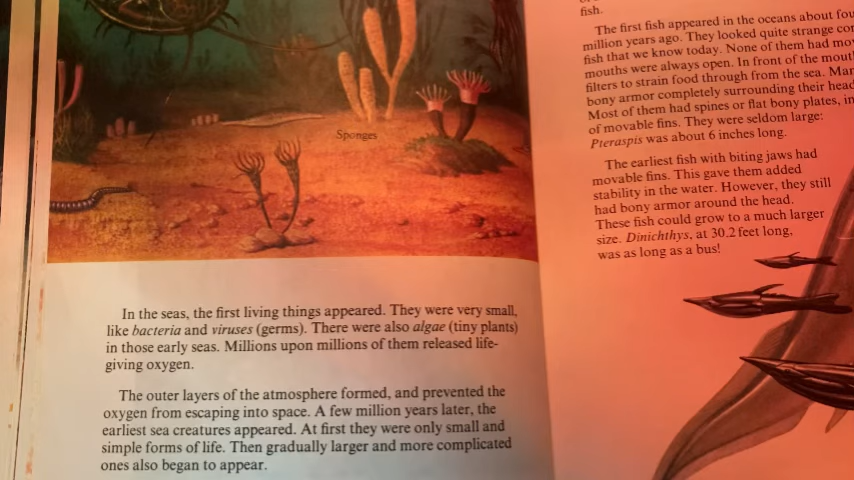 Sponges
In the seas, the first living things appeared. They were very small,
like bacteria and viruses (germs). There were also algae (tiny plants)
in those early seas. Millions upon millions of them released life-
giving oxygen.
The outer layers of the atmosphere formed, and prevented the
oxygen from escaping into space. A few million years later, the
earliest sea creatures appeared. At first they were only small and
simple forms of life. Then gradually larger and more complicated
ones also began to appear.
fish.
The first fish appeared in the oceans about
million years ago. They looked quite strange
fish that we know today. None of them had
mouths were always open. In front of the
filters to strain food through from the sea.
bony armor completely surrounding their
Most of them had spines or flat bony plates,
of movable fins. They were seldom large:
Pteraspis was about 6 inches long.
The earliest fish with biting jaws had
movable fins. This gave them added
stability in the water. However, they still
had bony armor around the head.
These fish could grow to a much larger
size. Dinichthys, at 30.2 feet long,
was as long as a bus!